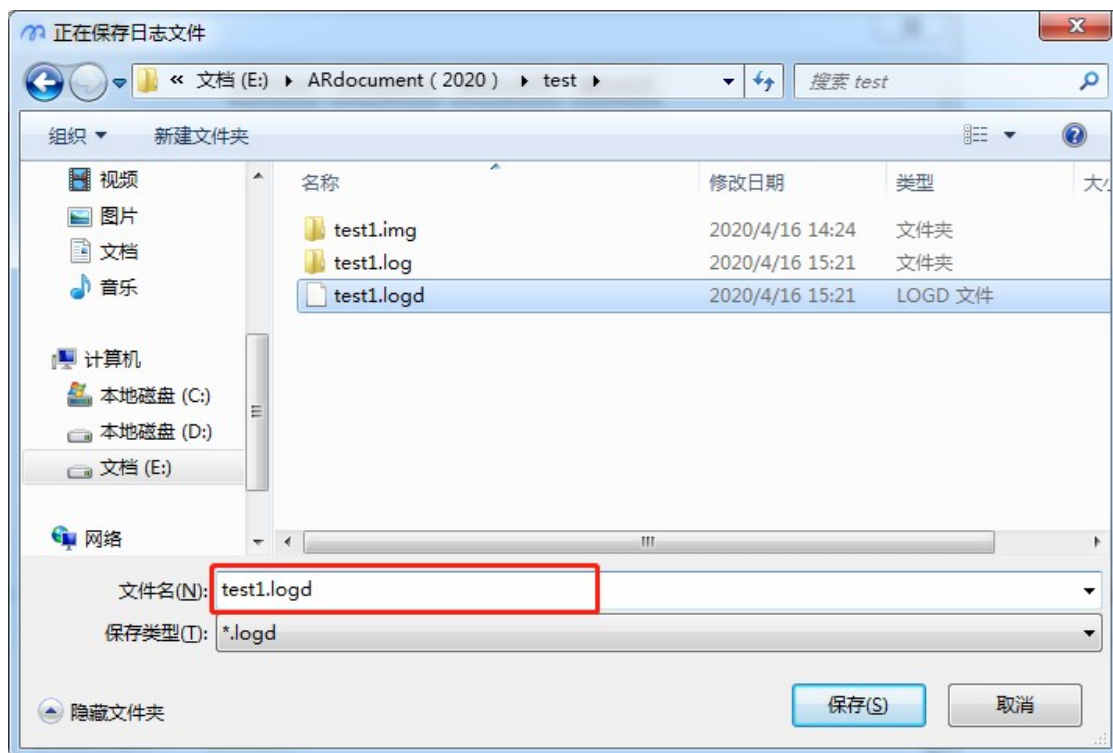 正在保存日志文件
« 文档 (E:) ▸ ARdocument ( 2020 ) ▸ test ▸
搜索 test
组织 新建文件夹
名称 修改日期 类型 大小
视频
图片
文档
音乐
计算机
本地磁盘 (C:)
本地磁盘 (D:)
文档 (E:)
网络
test1.img 2020/4/16 14:24 文件夹
test1.log 2020/4/16 15:21 文件夹
test1.logd 2020/4/16 15:21 LOGD 文件
文件名(N): test1.logd
保存类型(T): *.logd
隐藏文件夹
保存(S) 取消